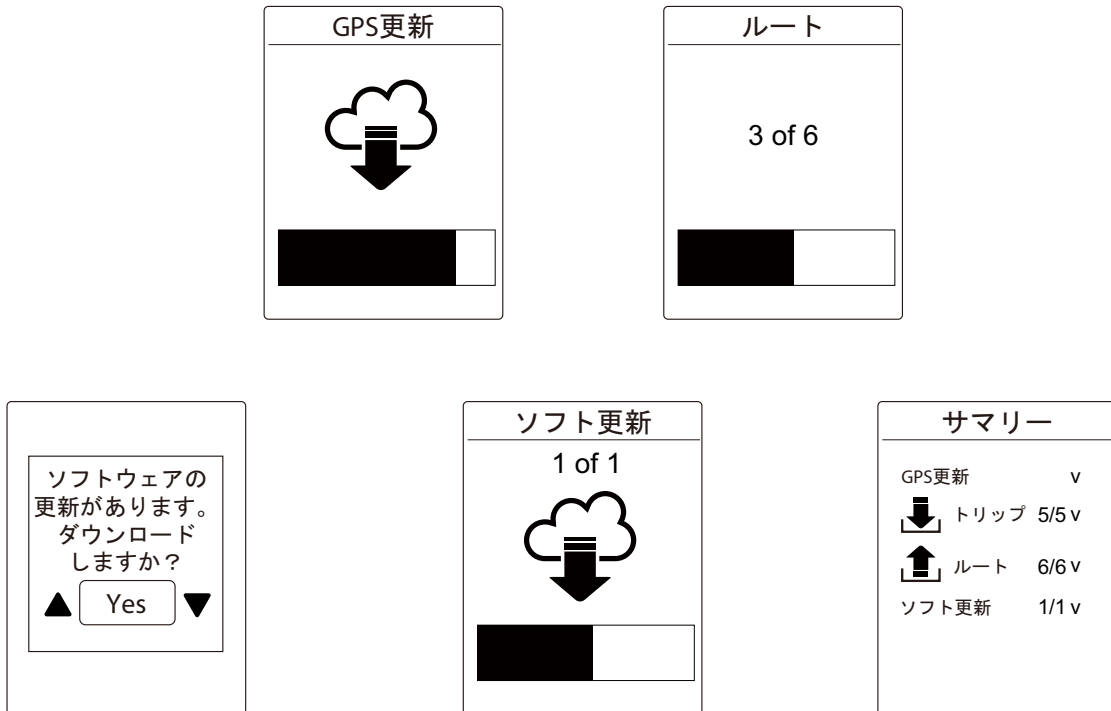 GPS更新
ルート
3 of 6
ソフトウェアの
更新があります。
ダウンロード
しますか？
Yes
ソフト更新
1 of 1
サマリー
GPS更新 v
トリップ 5/5 v
ルート 6/6 v
ソフト更新 1/1 v